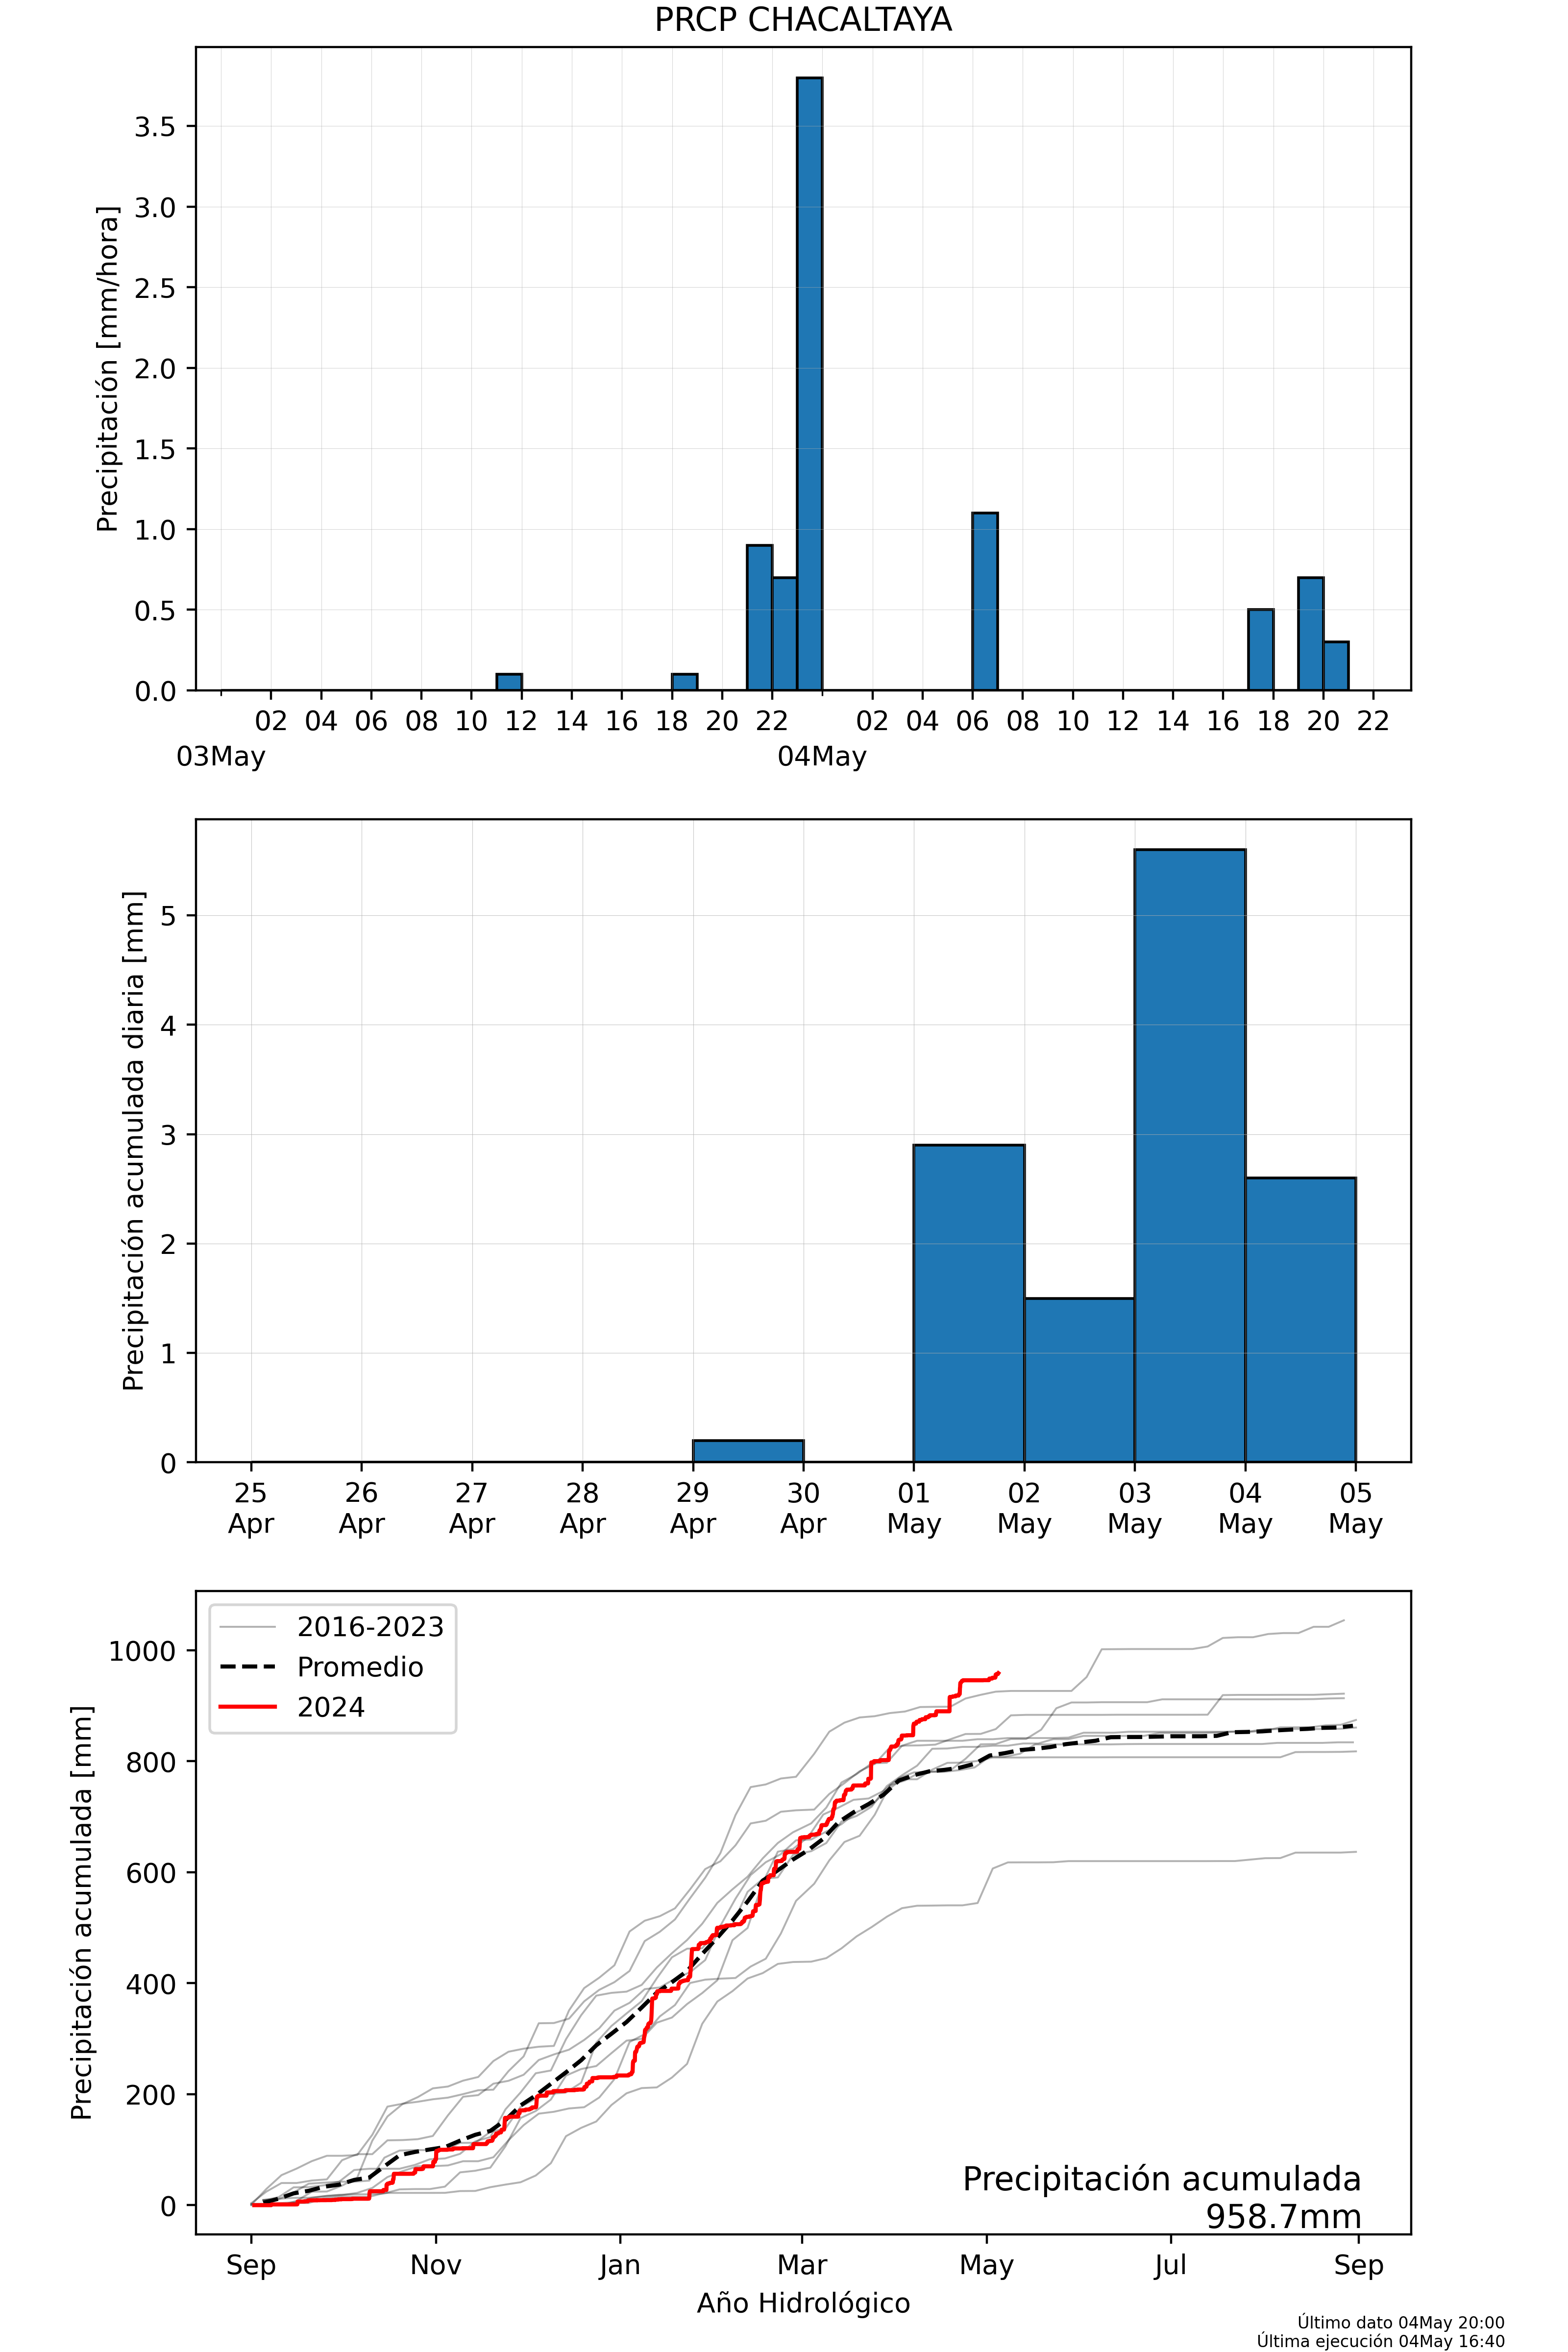 PRCP CHACALTAYA
Precipitación [mm/hora]
3.5
3.0
2.5
2.0
1.5
1.0
0.5
0.0
02 04 06 08 10 12 14 16 18 20 22 02 04 06 08 10 12 14 16 18 20 22
03May 04May
Precipitación acumulada diaria [mm]
5
4
3
2
1
0
25 26 27 28 29 30 01 02 03 04 05
Apr Apr Apr Apr Apr Apr May May May May May
Precipitación acumulada [mm]
1000
800
600
400
200
0
2016-2023
Promedio
2024
Precipitación acumulada
958.7mm
Sep Nov Jan Mar May Jul Sep
Año Hidrológico
Último dato 04May 20:00
Última ejecución 04May 16:40